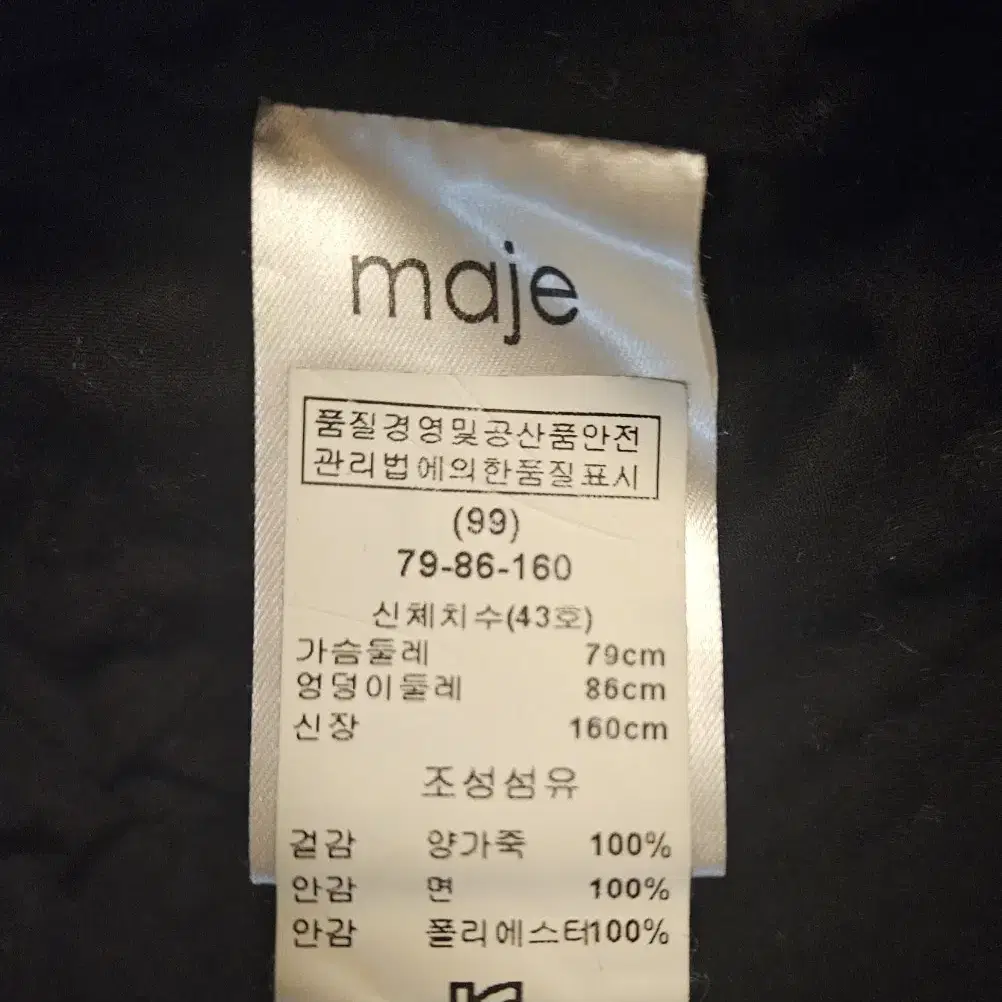 maje
품질경영및공산품안전
관리법에의한품질표시
(99)
79-86-160
신체치수(43호)
가슴둘레 79cm
엉덩이둘레 86cm
신장 160cm
조성섬유
겉감 양가죽 100%
안감 면 100%
안감 폴리에스터100%